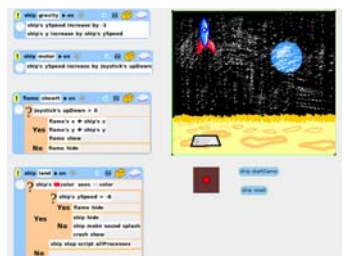 ship gravity on
ship's ySpeed increase by -1
ship's y increase by ship's ySpeed
ship motor on
ship's ySpeed increase by joystick's upDown
flame showIt on
joystick's upDown > 0
Yes
flame's x ← ship's x
flame's y ← ship's y
flame show
No
flame hide
ship land on
ship's color sees color
Yes
ship's ySpeed > -8
Yes
flame hide
No
ship hide
ship make sound splash
crash show
ship stop script allProcesses
No
ship startGame
ship reset